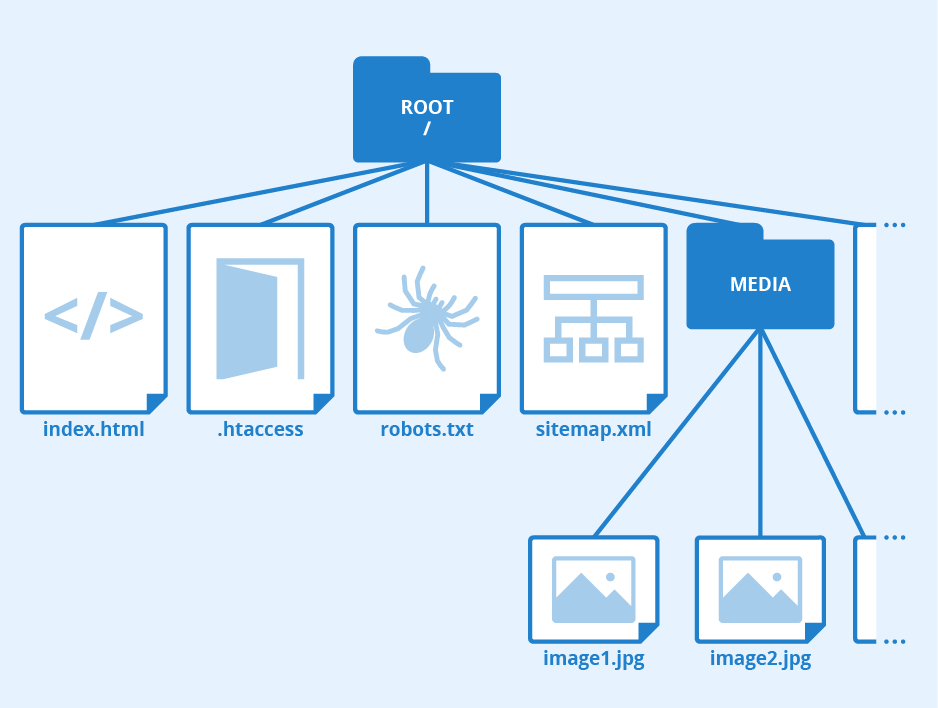 ROOT
/
MEDIA
</>
index.html
.htaccess
robots.txt
sitemap.xml
image1.jpg
image2.jpg